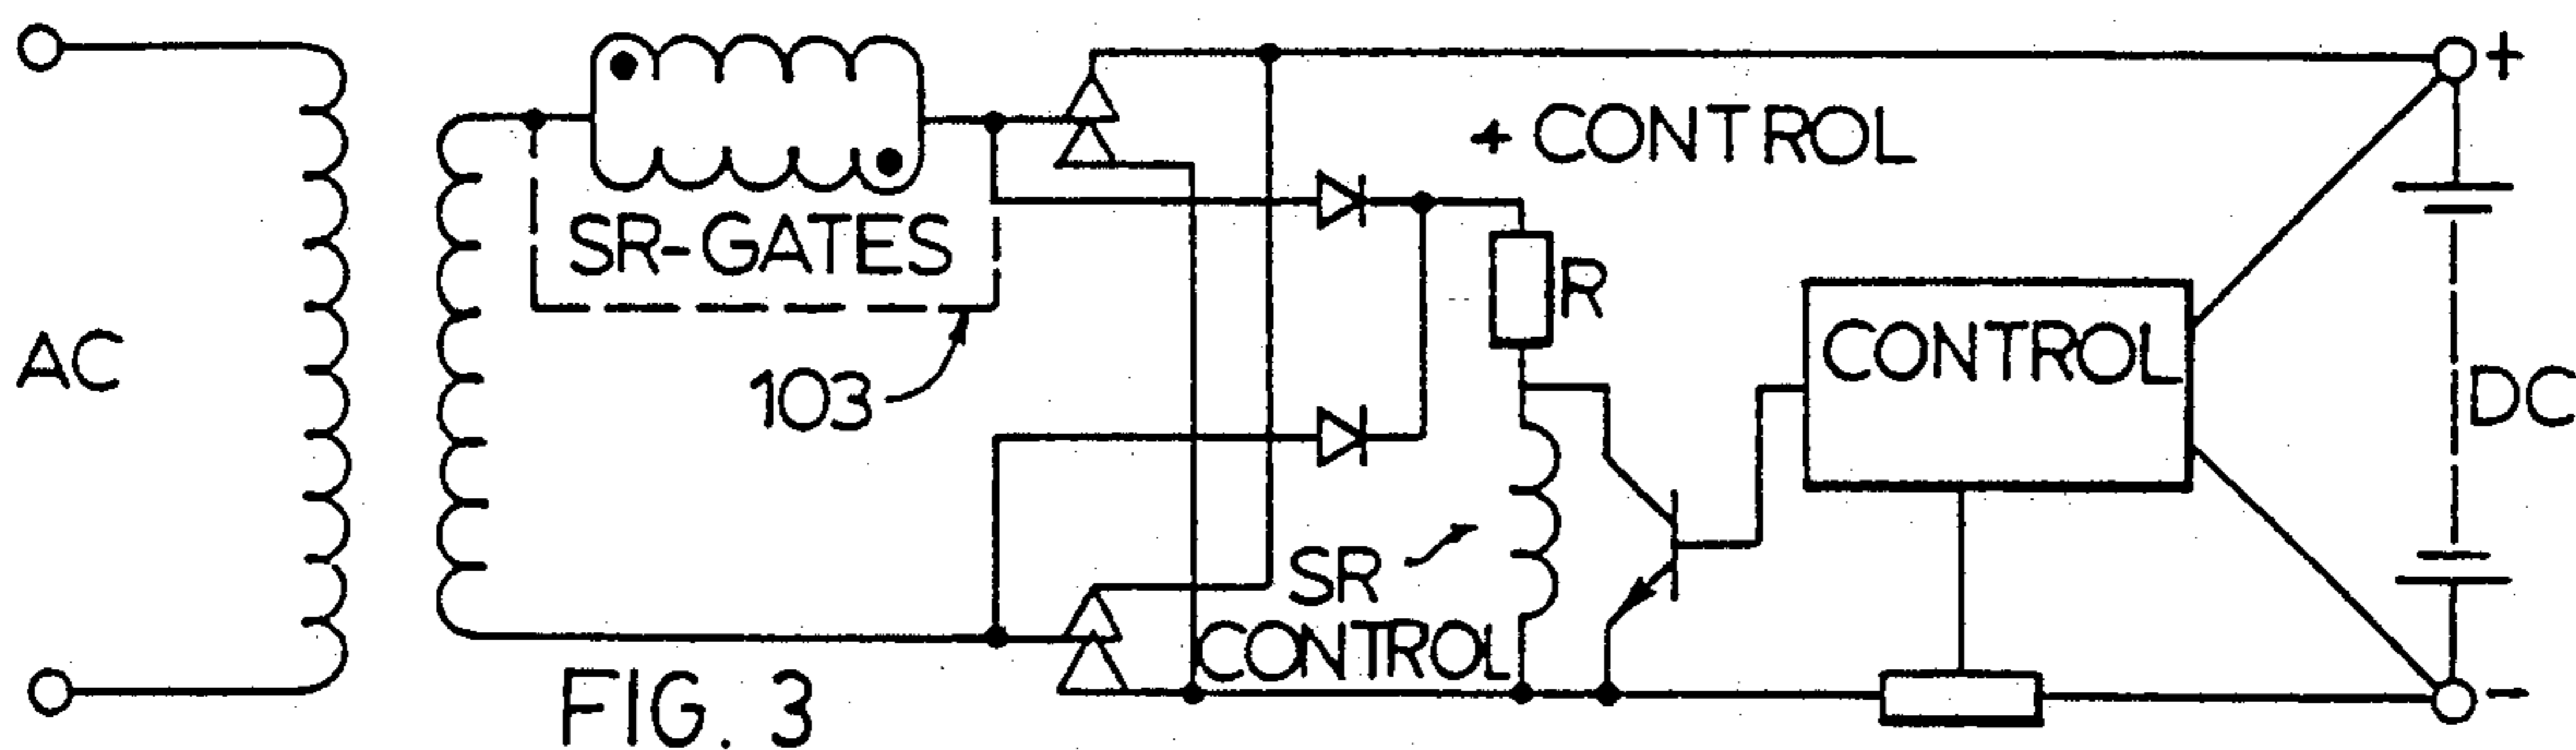 +
+ CONTROL
SR-GATES
R
CONTROL
AC
103
DC
SR
CONTROL
FIG. 3
-